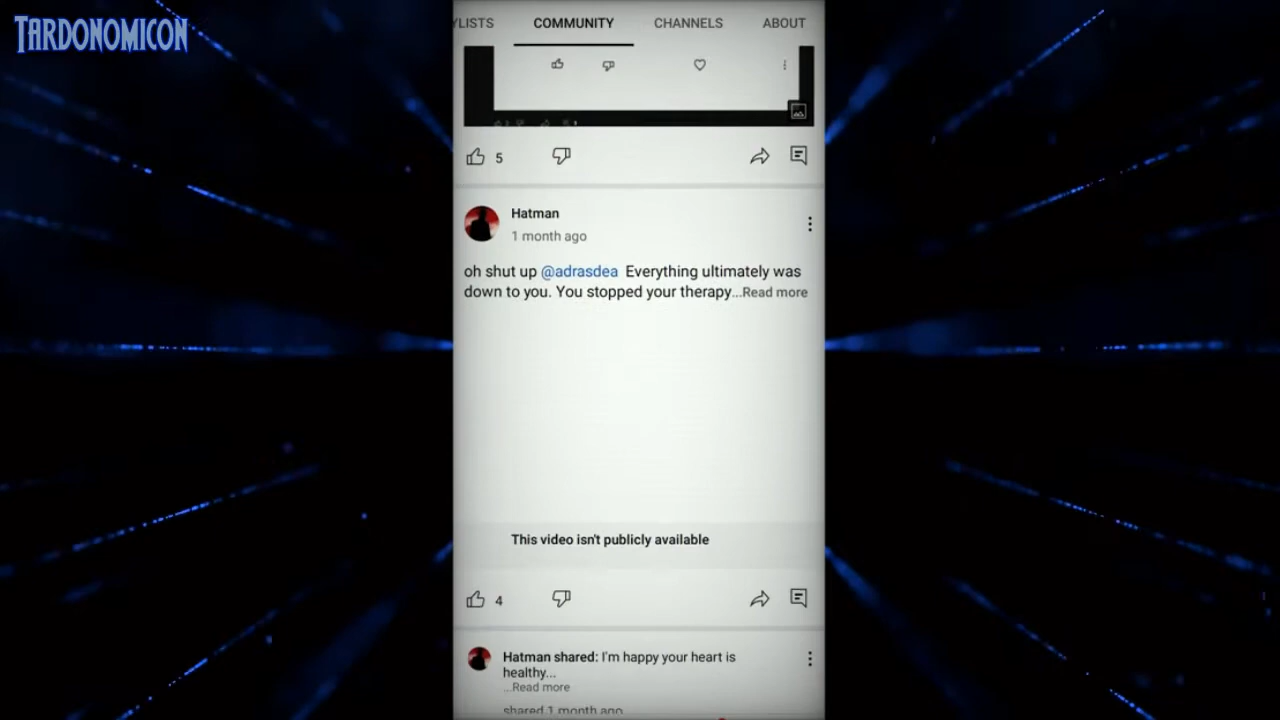 TARDONOMICON
YLISTS COMMUNITY CHANNELS ABOUT
5
Hatman
1 month ago
oh shut up @adrasdea Everything ultimately was
down to you. You stopped your therapy...Read more
This video isn't publicly available
4
Hatman shared: I'm happy your heart is
healthy...
...Read more
shared 1 month ago